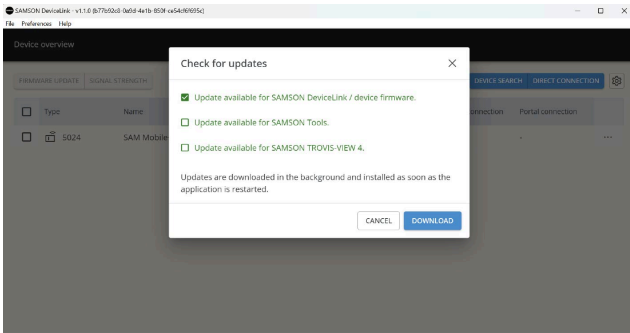 SAMSON DeviceLink - v1.1.0 (b77b92c8-0a9d-4e1b-850f-ce54cf6f695c)
File Preferences Help
Device overview
Check for updates
FIRMWARE UPDATE SIGNAL STRENGTH
DEVICE SEARCH DIRECT CONNECTION
Update available for SAMSON DeviceLink / device firmware.
Type Name
onnection Portal connection
Update available for SAMSON Tools.
5024 SAM Mobile
- ...
Update available for SAMSON TROVIS-VIEW 4.
Updates are downloaded in the background and installed as soon as the
application is restarted.
CANCEL DOWNLOAD